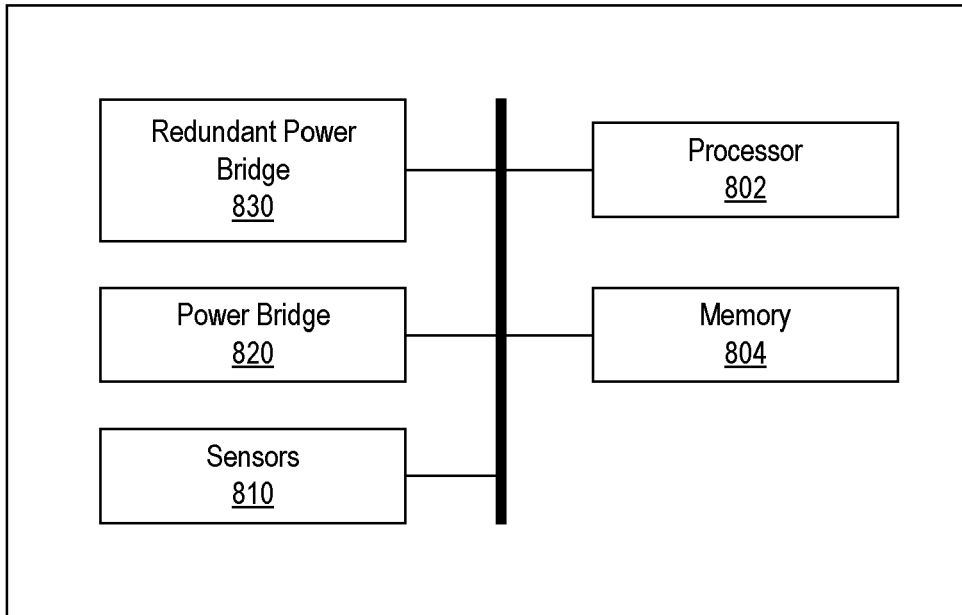 Redundant Power
Bridge
830
Processor
802
Power Bridge
820
Memory
804
Sensors
810